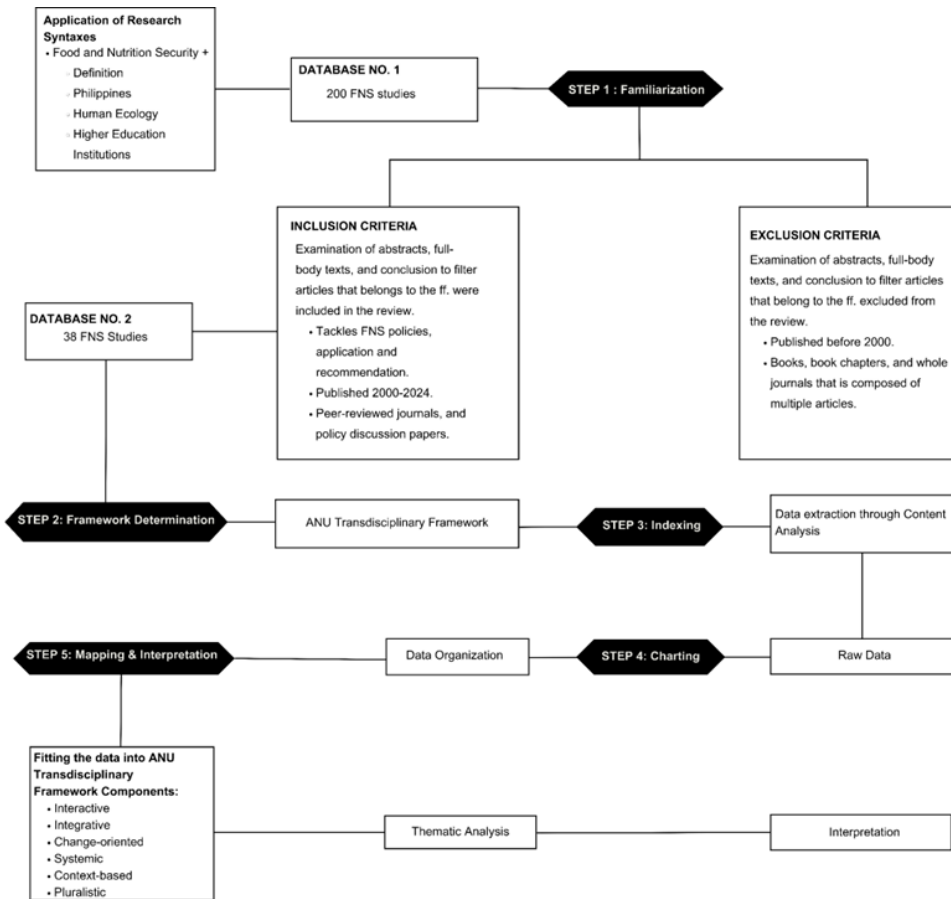 Application of Research
Syntaxes
• Food and Nutrition Security +
◦ Definition
◦ Philippines
◦ Human Ecology
◦ Higher Education
Institutions
DATABASE NO. 1
200 FNS studies
STEP 1 : Familiarization
INCLUSION CRITERIA
Examination of abstracts, full-
body texts, and conclusion to filter
articles that belongs to the ff. were
included in the review.
• Tackles FNS policies,
application and
recommendation.
• Published 2000-2024.
• Peer-reviewed journals, and
policy discussion papers.
EXCLUSION CRITERIA
Examination of abstracts, full-body
texts, and conclusion to filter articles
that belong to the ff. excluded from
the review.
• Published before 2000.
• Books, book chapters, and whole
journals that is composed of
multiple articles.
DATABASE NO. 2
38 FNS Studies
STEP 2: Framework Determination
ANU Transdisciplinary Framework
STEP 3: Indexing
Data extraction through Content
Analysis
STEP 5: Mapping & Interpretation
Data Organization
STEP 4: Charting
Raw Data
Fitting the data into ANU
Transdisciplinary
Framework Components:
• Interactive
• Integrative
• Change-oriented
• Systemic
• Context-based
• Pluralistic
Thematic Analysis
Interpretation